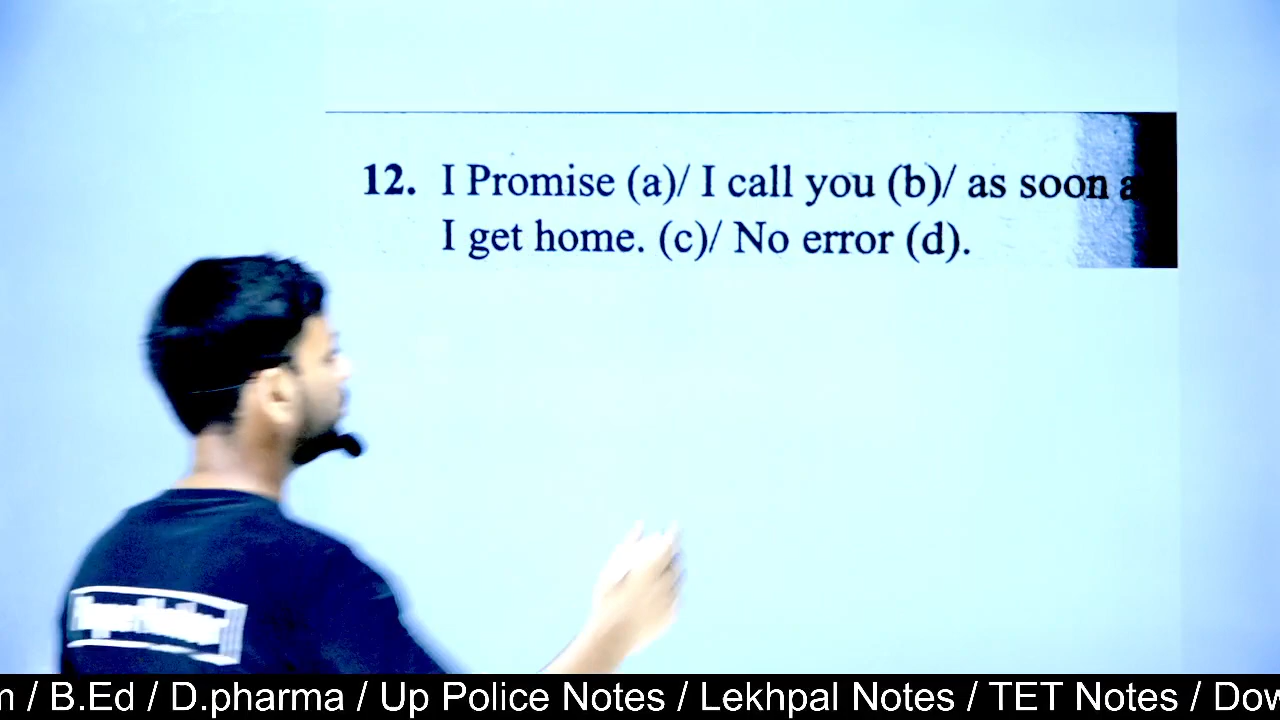 12. I Promise (a)/ I call you (b)/ as soon a
I get home. (c)/ No error (d).
m / B.Ed / D.pharma / Up Police Notes / Lekhpal Notes / TET Notes / Dow